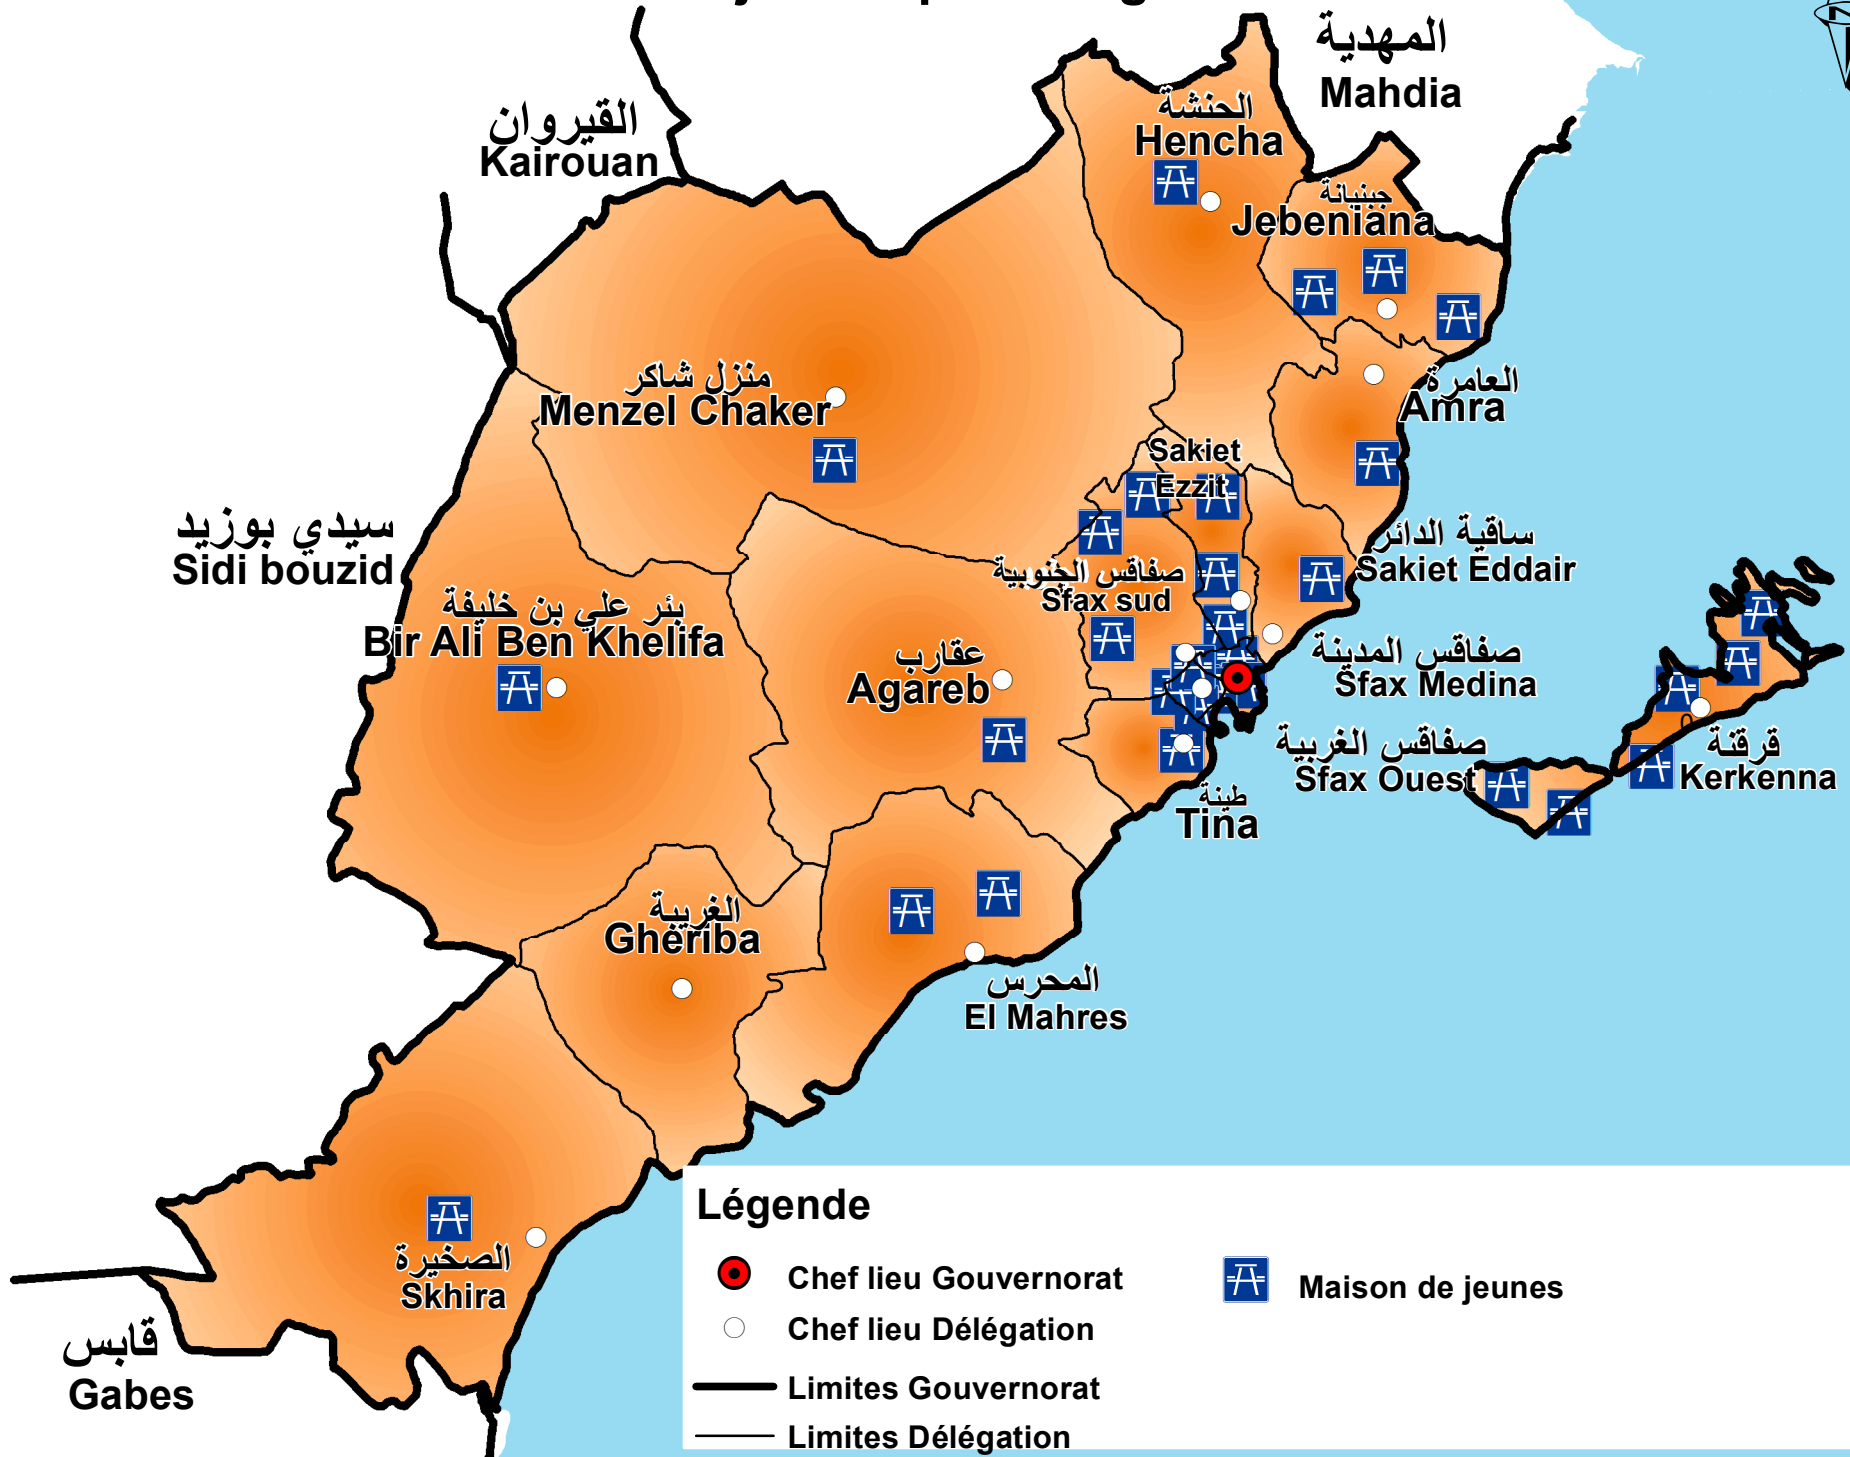 المهدية
Mahdia
القيروان
Kairouan
الحنشة
Hencha
جبنيانة
Jebeniana
منزل شاكر
Menzel Chaker
العامرة
Amra
Sakiet
Ezzit
سيدي بوزيد
Sidi bouzid
ساقية الدائر
Sakiet Eddair
صفاقس الجنوبية
Sfax sud
بئر علي بن خليفة
Bir Ali Ben Khelifa
عقارب
Agareb
صفاقس المدينة
Sfax Medina
صفاقس الغربية
Sfax Ouest
قرقنة
Kerkenna
طينة
Tina
الغريبة
Gheriba
المحرس
El Mahres
الصخيرة
Skhira
قابس
Gabes
Légende
Chef lieu Gouvernorat
Maison de jeunes
Chef lieu Délégation
Limites Gouvernorat
Limites Délégation